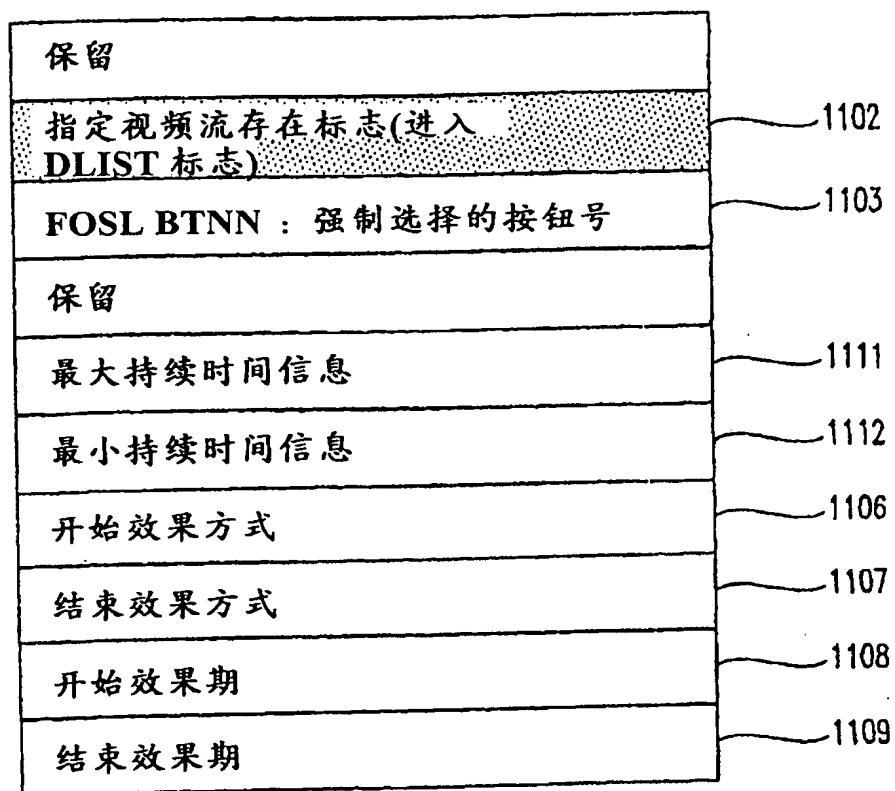 保留
指定视频流存在标志(进入
DLIST 标志)
1102
FOSL BTNN : 强制选择的按钮号
1103
保留
最大持续时间信息
1111
最小持续时间信息
1112
开始效果方式
1106
结束效果方式
1107
开始效果期
1108
结束效果期
1109